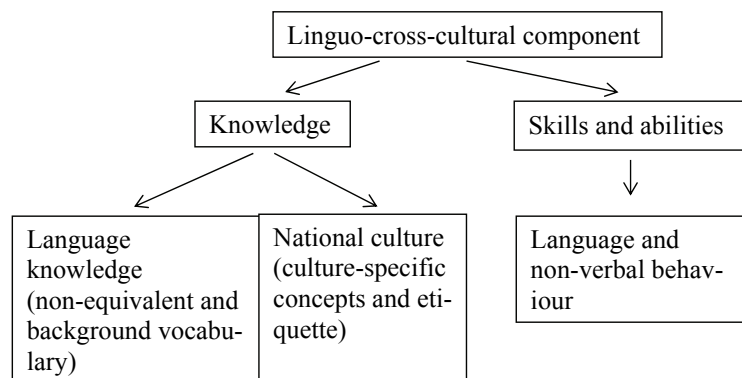 Linguo-cross-cultural component
Knowledge
Skills and abilities
Language
knowledge
(non-equivalent and
background vocabu-
lary)
National culture
(culture-specific
concepts and eti-
quette)
Language and
non-verbal behav-
iour